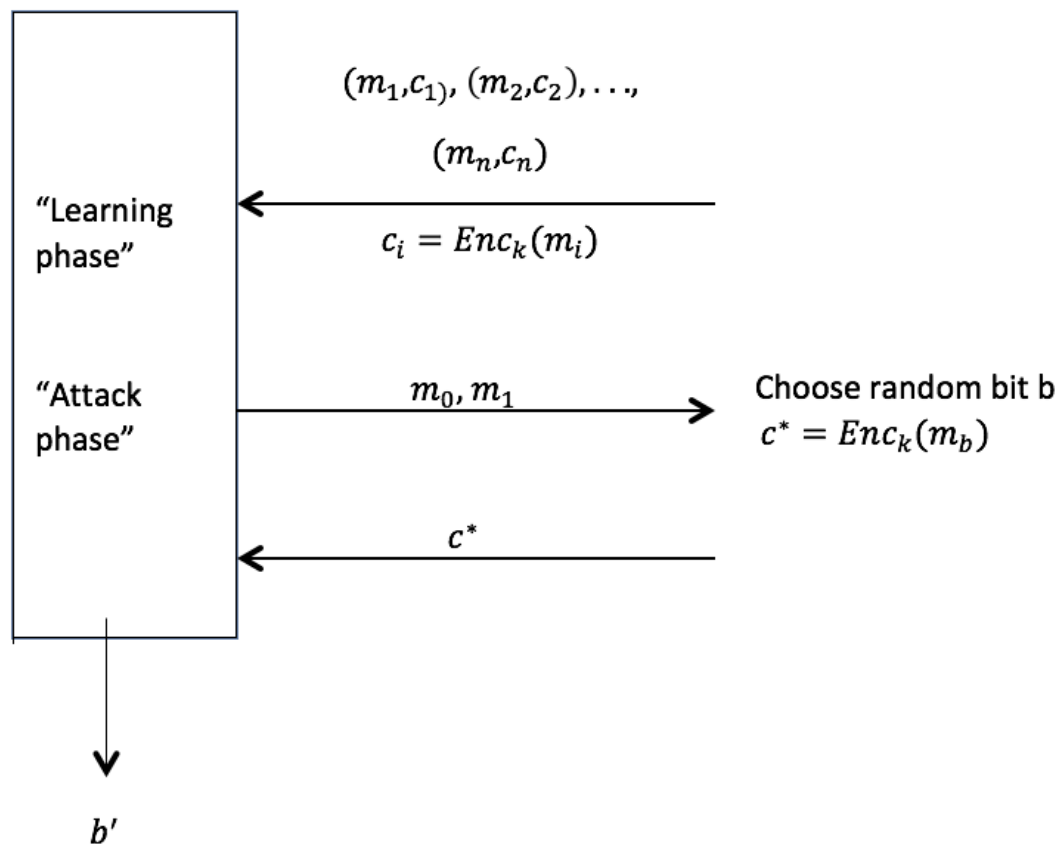 (m₁,c₁₎, (m₂,c₂), . . .,
(mₙ,cₙ)
“Learning
phase”
cᵢ = Encₖ(mᵢ)
“Attack
phase”
m₀, m₁
Choose random bit b
c* = Encₖ(m_b)
c*
b′